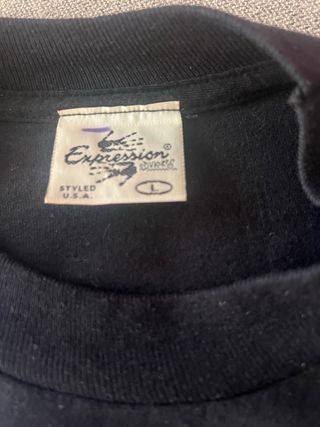 Expression ©
STYLED
U.S.A.
L